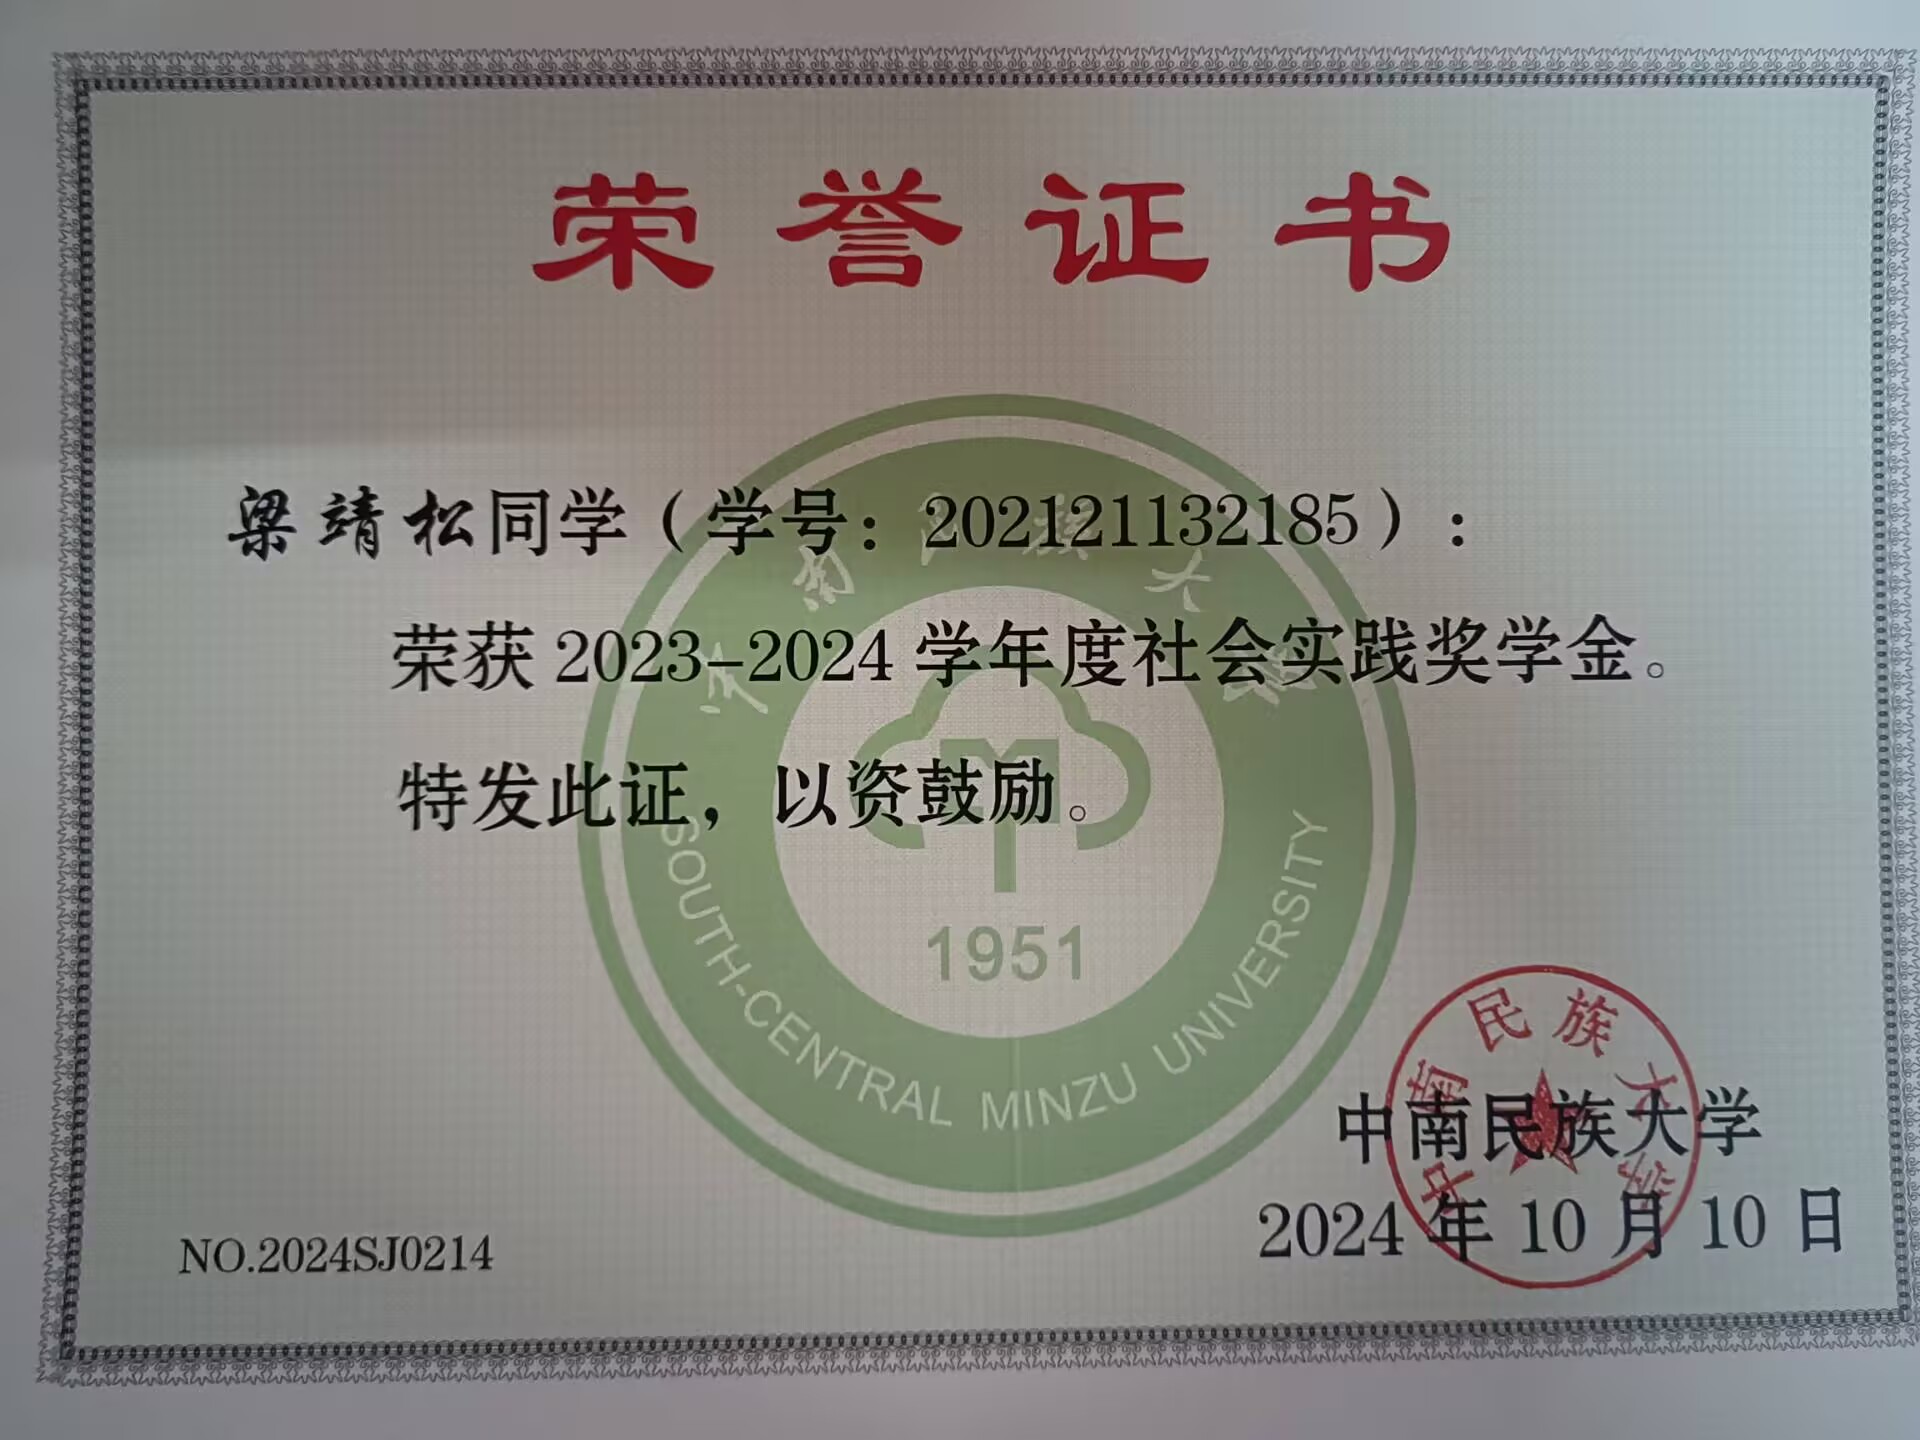 荣誉证书
梁靖松同学（学号：202121132185）：
荣获 2023-2024 学年度社会实践奖学金。
特发此证，以资鼓励。
1951
SOUTH-CENTRAL MINZU UNIVERSITY
中南民族大学
中南民族大学
2024 年 10 月 10 日
NO.2024SJ0214